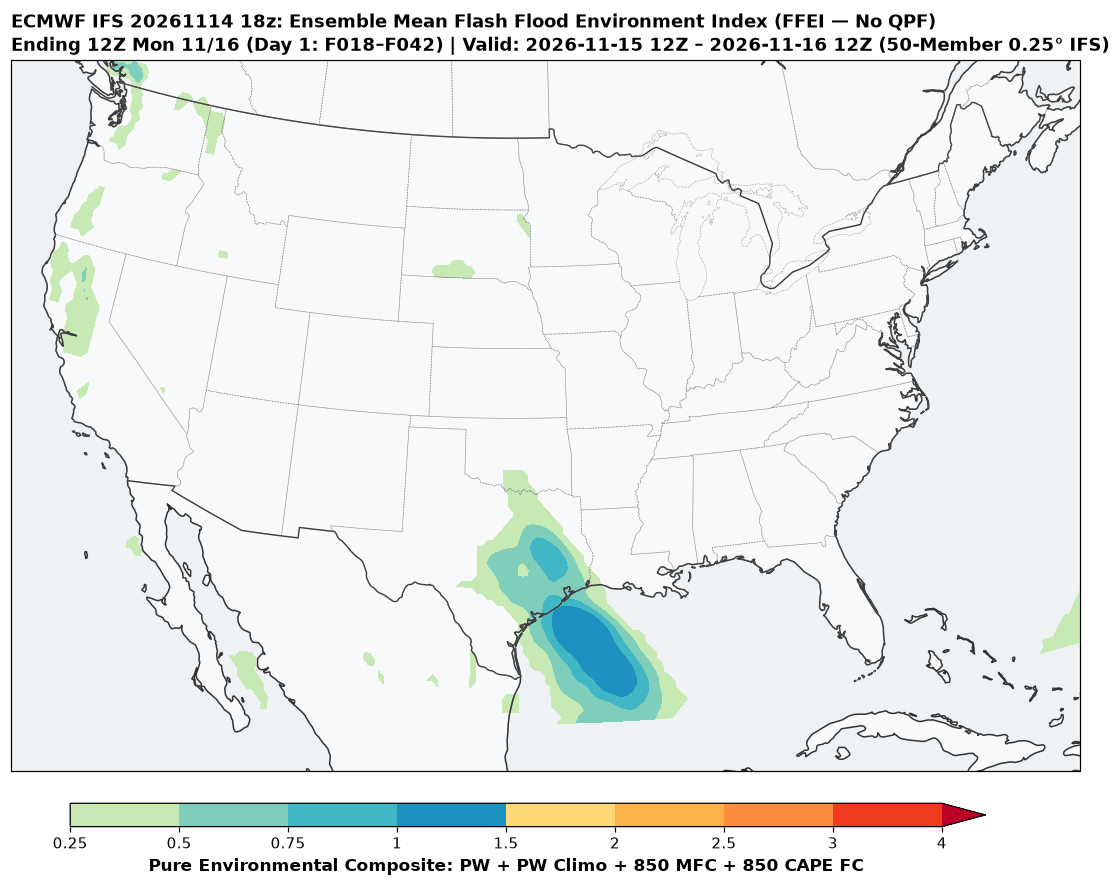 ECMWF IFS 20261114 18z: Ensemble Mean Flash Flood Environment Index (FFEI — No QPF)
Ending 12Z Mon 11/16 (Day 1: F018–F042) | Valid: 2026-11-15 12Z – 2026-11-16 12Z (50-Member 0.25° IFS)
0.25 0.5 0.75 1 1.5 2 2.5 3 4
Pure Environmental Composite: PW + PW Climo + 850 MFC + 850 CAPE FC